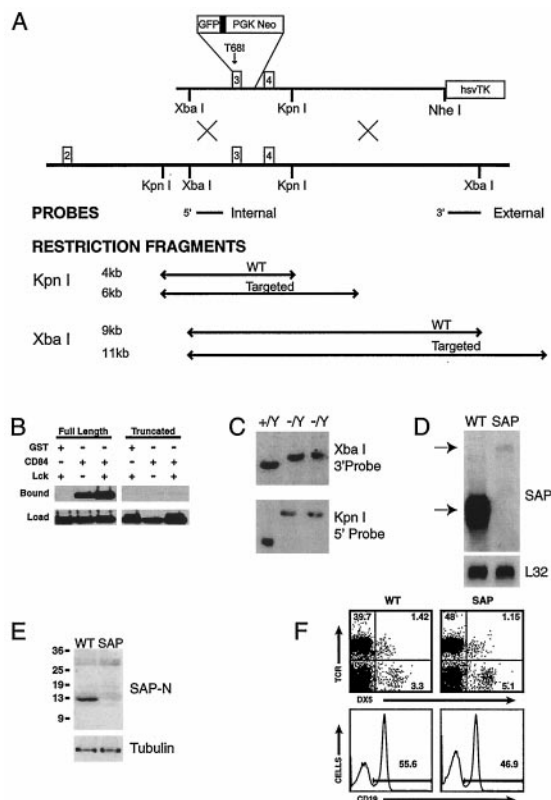 A
GFP PGK Neo
T68I
3 4
hsvTK
Xba I Kpn I Nhe I
2 3 4
Kpn I Xba I Kpn I Xba I
PROBES 5' Internal 3' External
RESTRICTION FRAGMENTS
Kpn I 4kb WT
6kb Targeted
Xba I 9kb WT
11kb Targeted
B
Full Length Truncated
GST + - - + - -
CD84 - + + - + +
Lck - - + - - +
Bound
Load
C
+/Y -/Y -/Y
Xba I
3'Probe
Kpn I
5' Probe
D
WT SAP
SAP
L32
E
WT SAP
36
25
18
13
9
SAP-N
Tubulin
F
WT SAP
39.7 1.42 48 1.15
TCR
3.3 5.1
DX5
CELLS
55.6 46.9
CD19